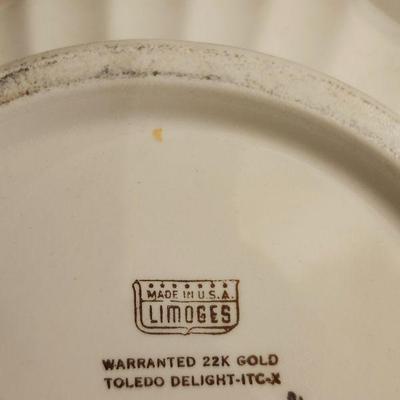 MADE IN U.S.A.
LIMOGES
WARRANTED 22K GOLD
TOLEDO DELIGHT-ITC-X